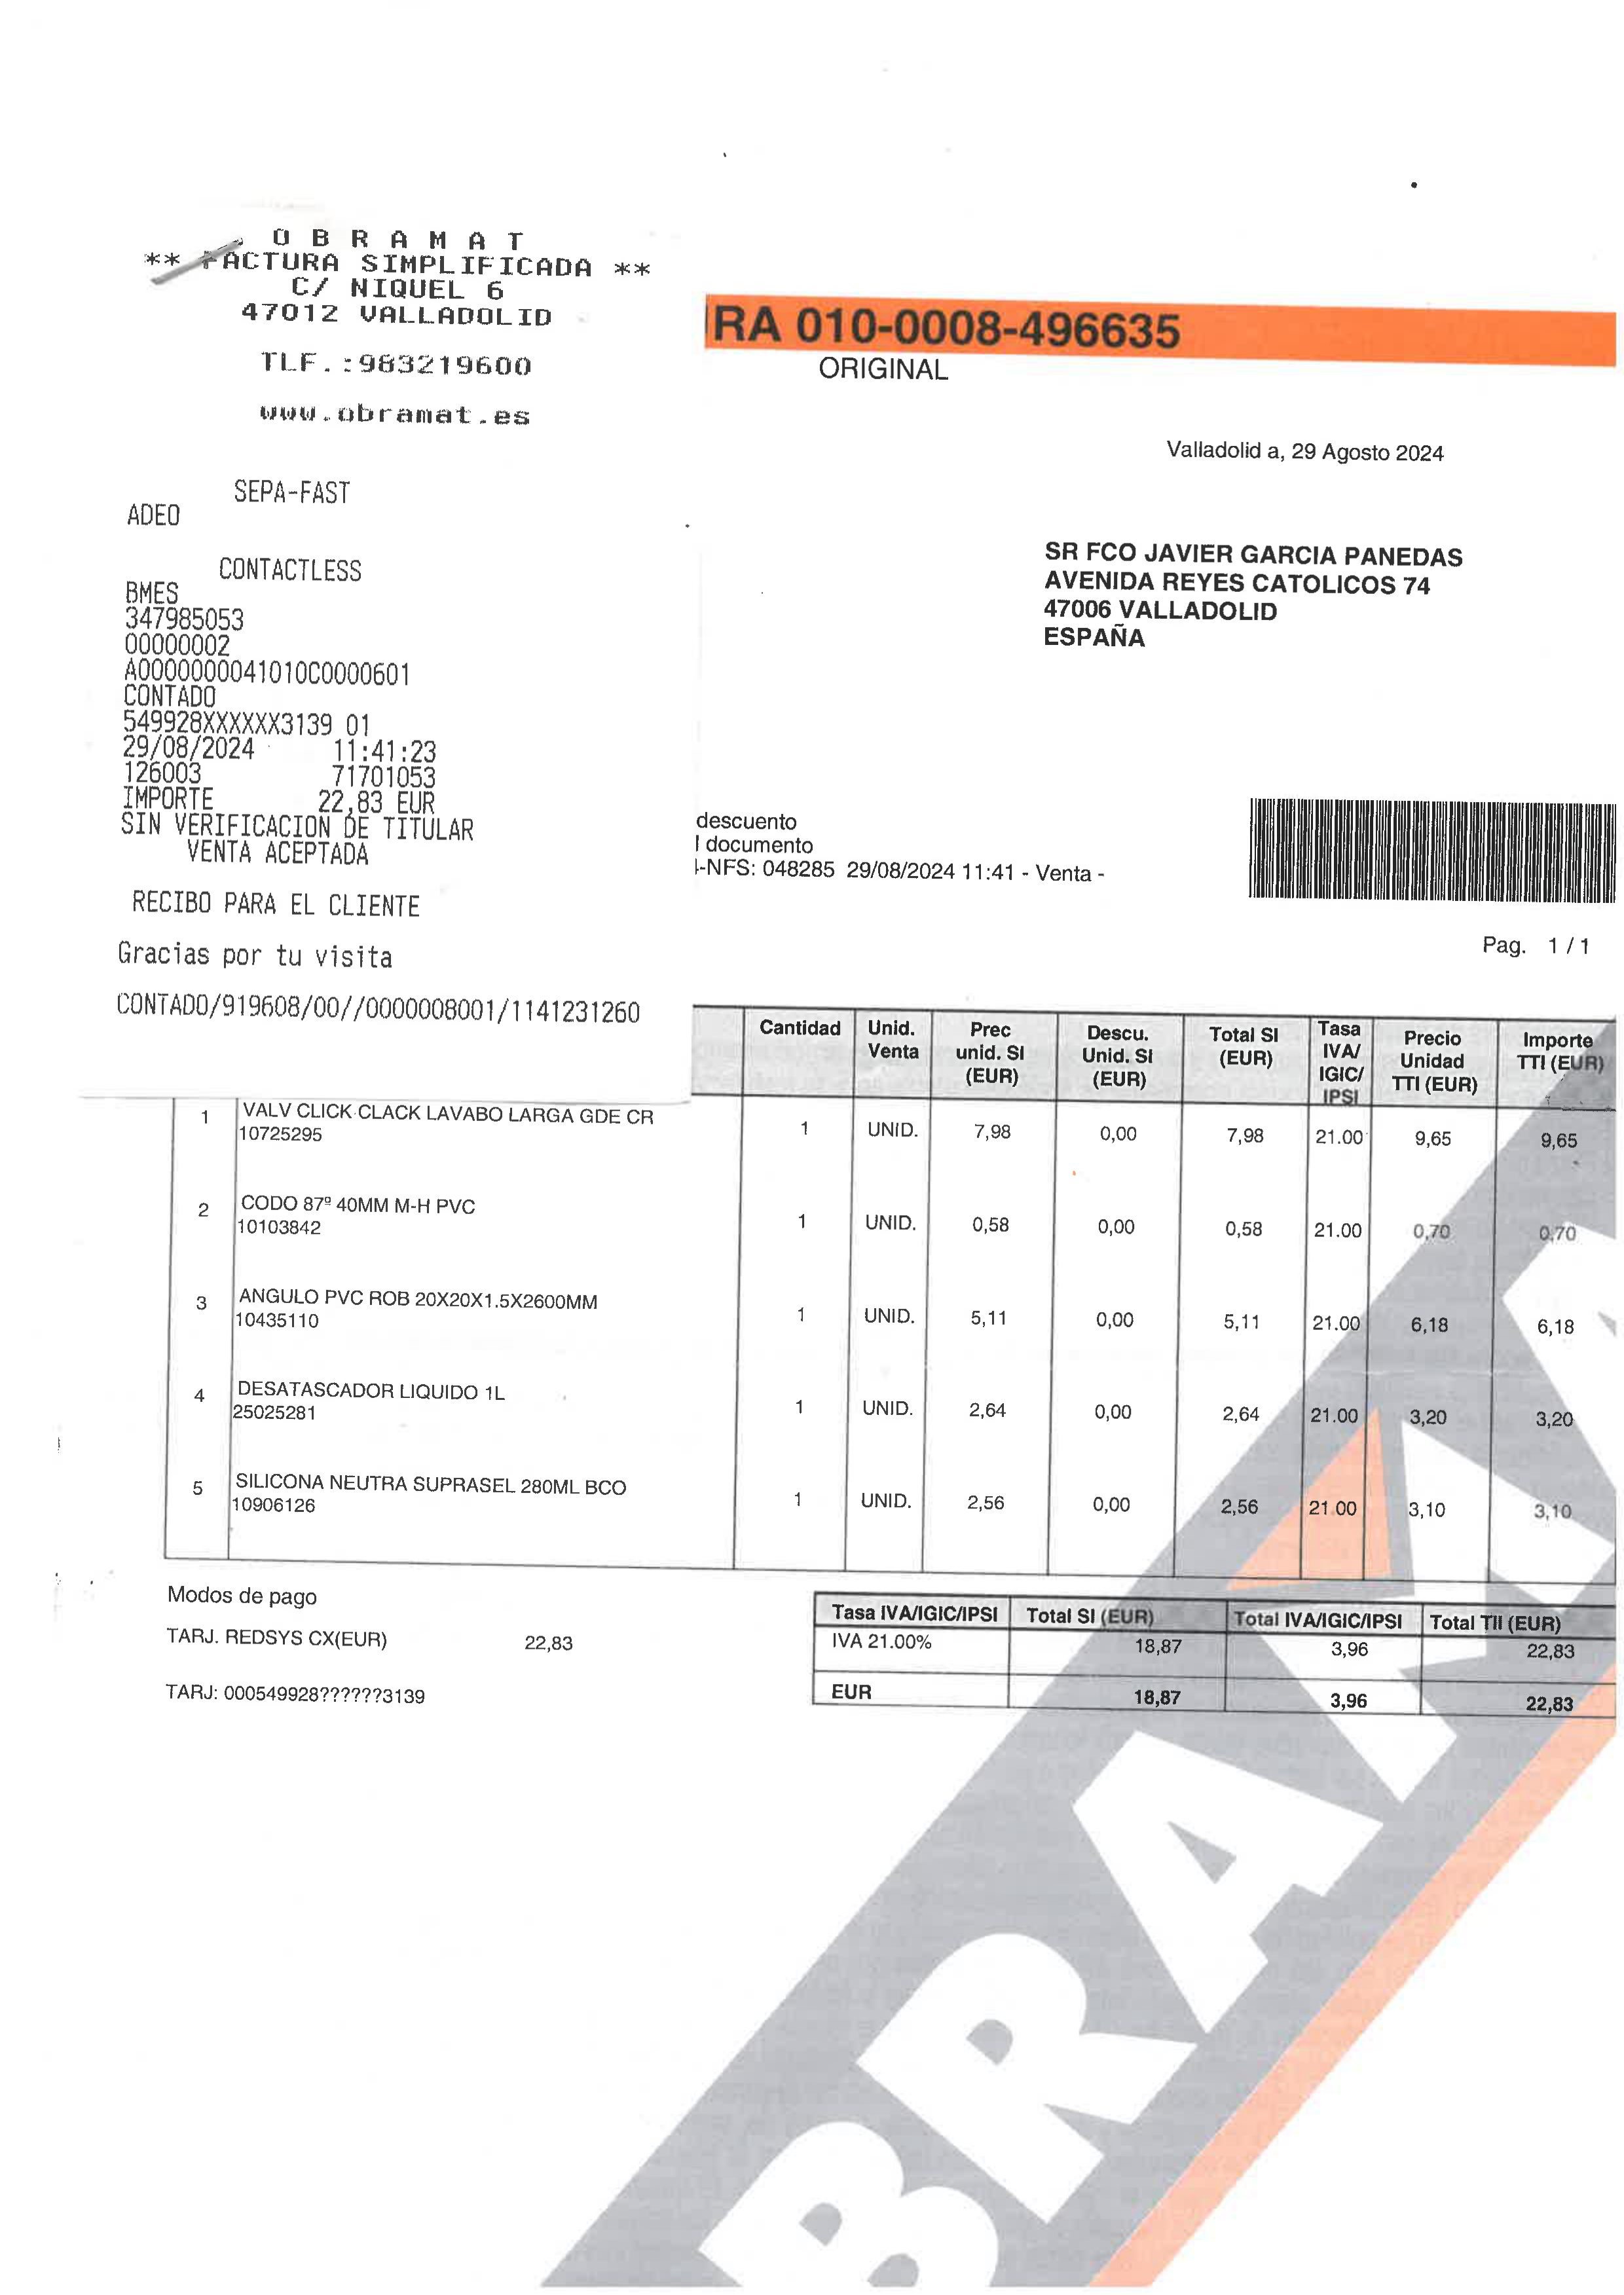 O B R A M A T
** FACTURA SIMPLIFICADA **
C/ NIQUEL 6
47012 VALLADOLID
TLF.:983219600
www.obramat.es
SEPA-FAST
ADEO
CONTACTLESS
BMES
347985053
00000002
A0000000041010C0000601
CONTADO
549928XXXXXX3139 01
29/08/2024 11:41:23
126003 71701053
IMPORTE 22,83 EUR
SIN VERIFICACION DE TITULAR
VENTA ACEPTADA
RECIBO PARA EL CLIENTE
Gracias por tu visita
CONTADO/919608/00//0000008001/1141231260
RA 010-0008-496635
ORIGINAL
Valladolid a, 29 Agosto 2024
SR FCO JAVIER GARCIA PANEDAS
AVENIDA REYES CATOLICOS 74
47006 VALLADOLID
ESPAÑA
descuento
documento
-NFS: 048285 29/08/2024 11:41 - Venta -
Pag. 1 / 1
Cantidad Unid. Venta Prec unid. SI (EUR) Descu. Unid. SI (EUR) Total SI (EUR) Tasa IVA/ IGIC/ IPSI Precio Unidad TTI (EUR) Importe TTI (EUR)
1 VALV CLICK CLACK LAVABO LARGA GDE CR 1 UNID. 7,98 0,00 7,98 21.00 9,65 9,65
10725295
2 CODO 87º 40MM M-H PVC 1 UNID. 0,58 0,00 0,58 21.00 0,70 0,70
10103842
3 ANGULO PVC ROB 20X20X1.5X2600MM 1 UNID. 5,11 0,00 5,11 21.00 6,18 6,18
10435110
4 DESATASCADOR LIQUIDO 1L 1 UNID. 2,64 0,00 2,64 21.00 3,20 3,20
25025281
5 SILICONA NEUTRA SUPRASEL 280ML BCO 1 UNID. 2,56 0,00 2,56 21.00 3,10 3,10
10906126
Modos de pago
TARJ. REDSYS CX(EUR) 22,83
TARJ: 000549928??????3139
Tasa IVA/IGIC/IPSI Total SI (EUR) Total IVA/IGIC/IPSI Total TII (EUR)
IVA 21.00% 18,87 3,96 22,83
EUR 18,87 3,96 22,83
BRAMA